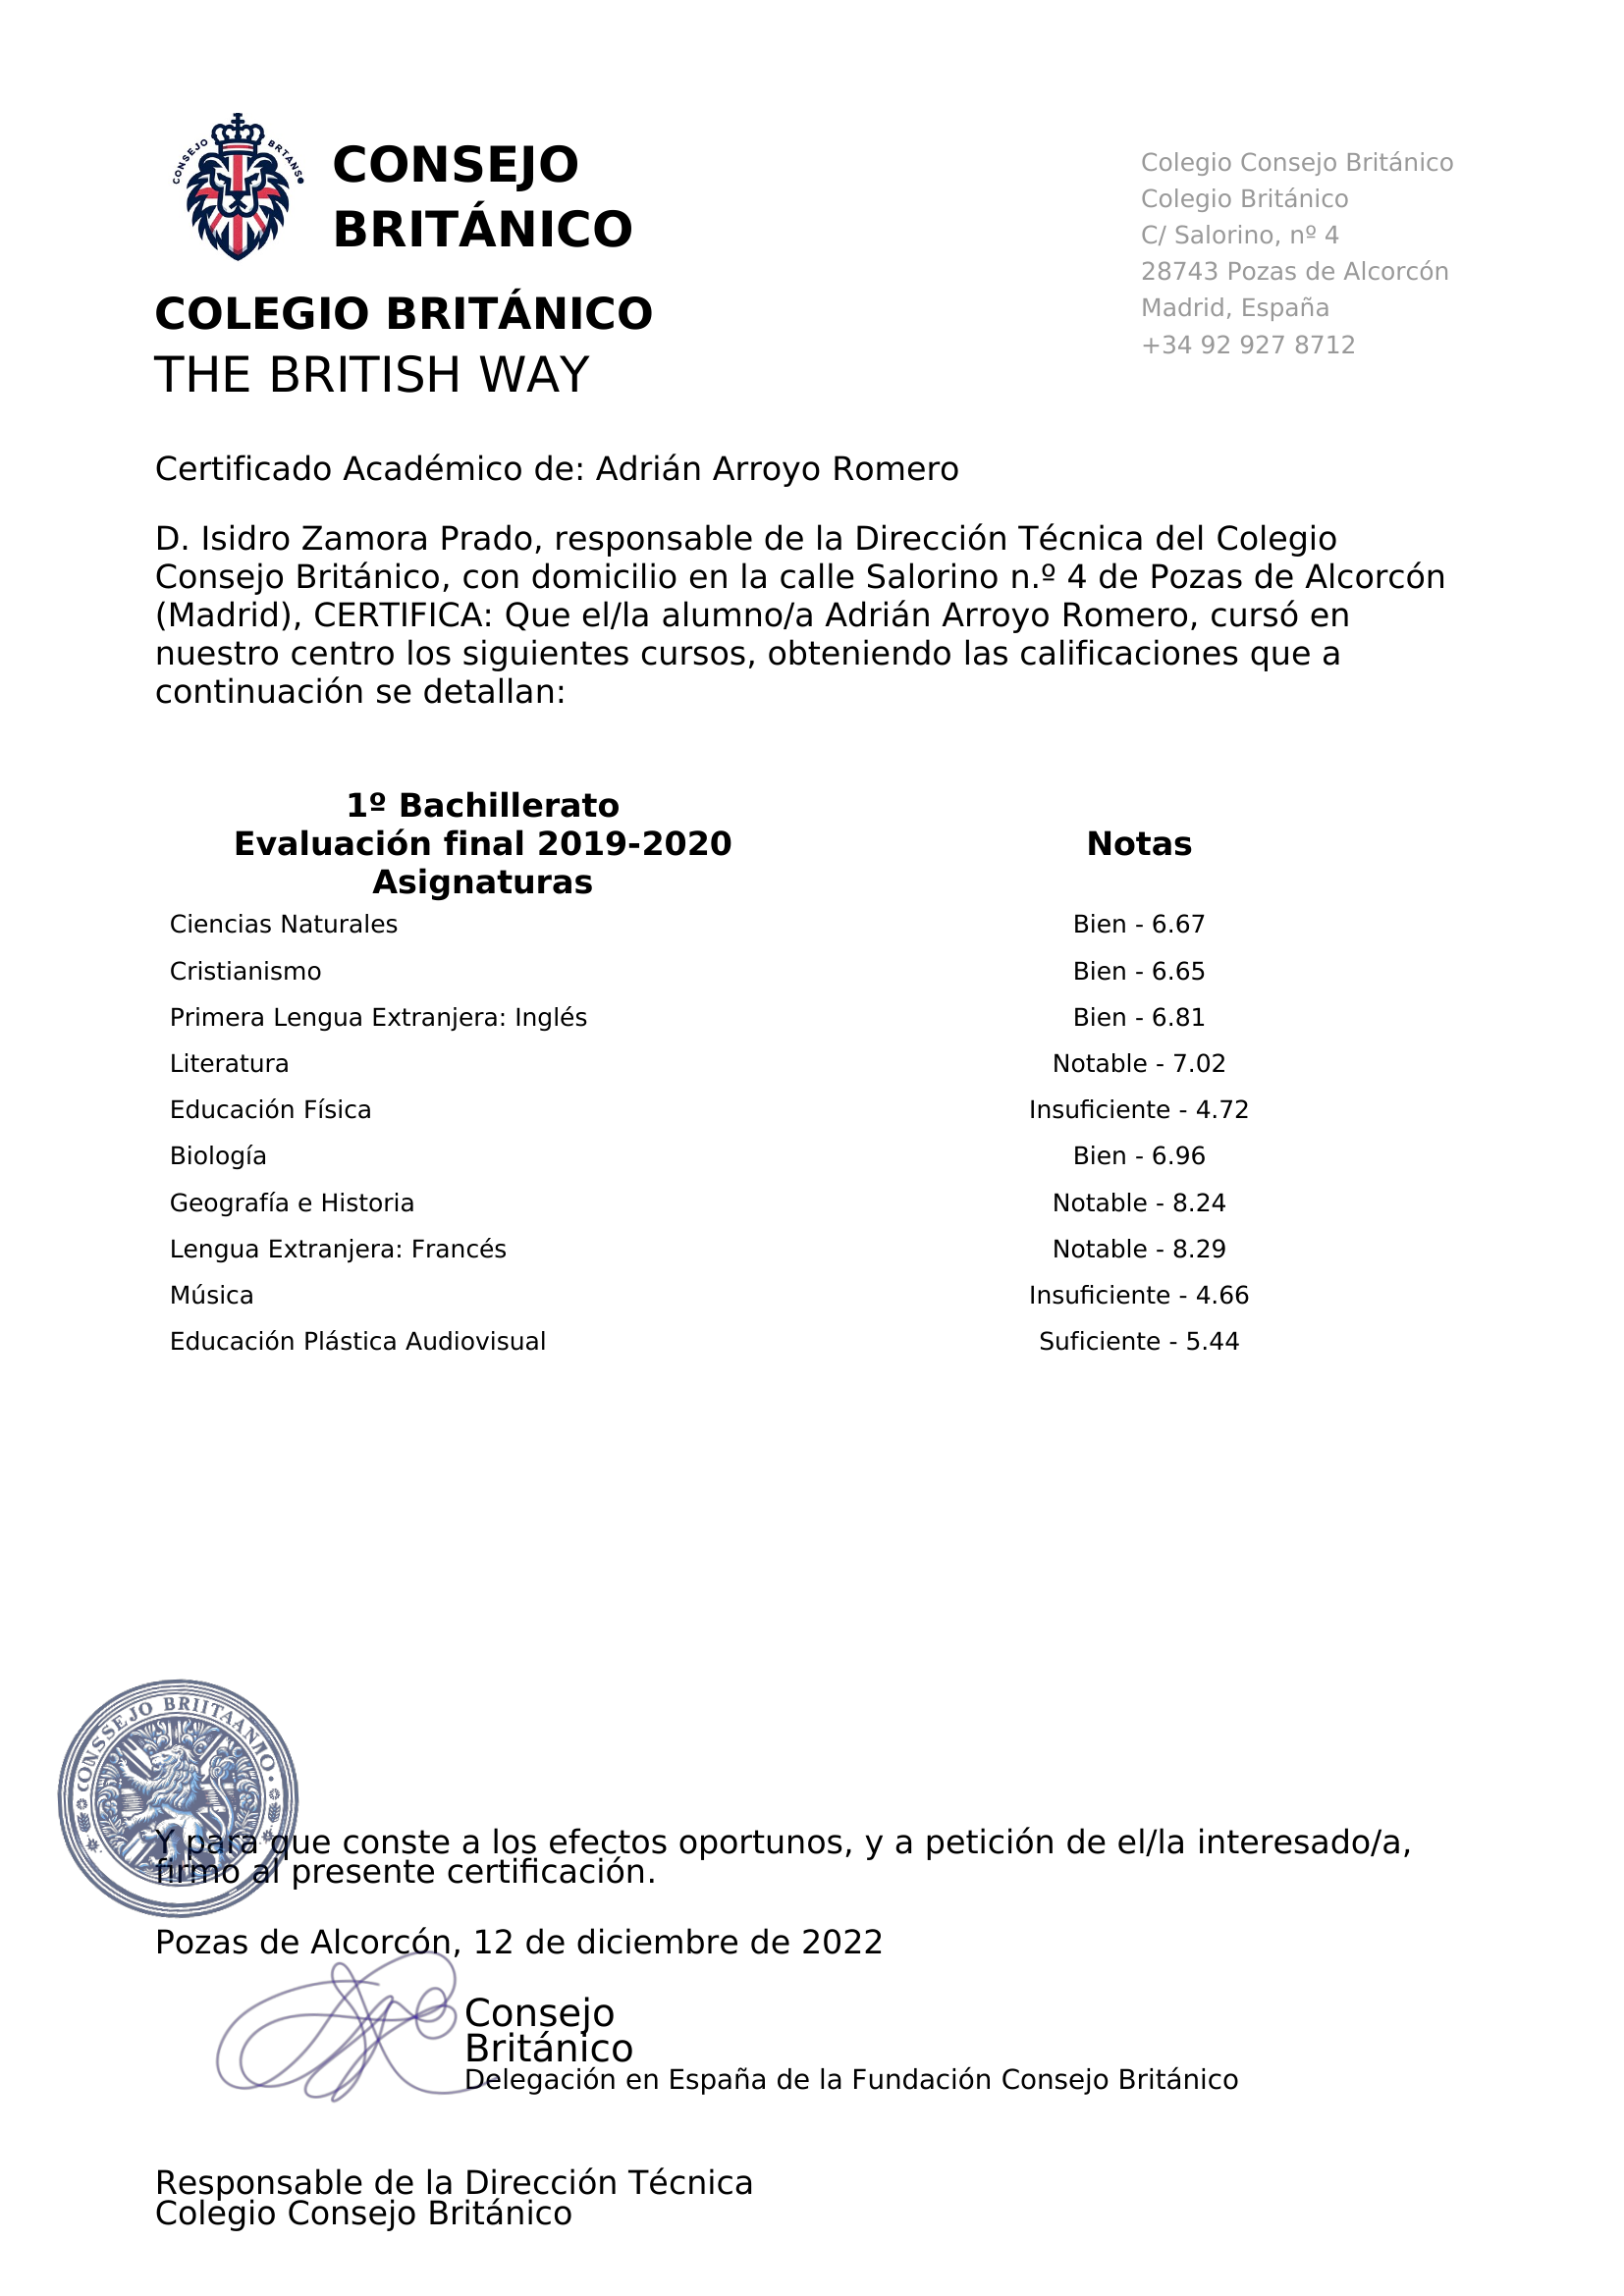 CONSEJO BRTANS
CONSEJO
BRITÁNICO
COLEGIO BRITÁNICO
THE BRITISH WAY
Colegio Consejo Británico
Colegio Británico
C/ Salorino, nº 4
28743 Pozas de Alcorcón
Madrid, España
+34 92 927 8712
Certificado Académico de: Adrián Arroyo Romero
D. Isidro Zamora Prado, responsable de la Dirección Técnica del Colegio
Consejo Británico, con domicilio en la calle Salorino n.º 4 de Pozas de Alcorcón
(Madrid), CERTIFICA: Que el/la alumno/a Adrián Arroyo Romero, cursó en
nuestro centro los siguientes cursos, obteniendo las calificaciones que a
continuación se detallan:
1º Bachillerato
Evaluación final 2019-2020 Notas
Asignaturas
Ciencias Naturales Bien - 6.67
Cristianismo Bien - 6.65
Primera Lengua Extranjera: Inglés Bien - 6.81
Literatura Notable - 7.02
Educación Física Insuficiente - 4.72
Biología Bien - 6.96
Geografía e Historia Notable - 8.24
Lengua Extranjera: Francés Notable - 8.29
Música Insuficiente - 4.66
Educación Plástica Audiovisual Suficiente - 5.44
CONSSEJO
Y para que conste a los efectos oportunos, y a petición de el/la interesado/a,
firmo al presente certificación.
Pozas de Alcorcón, 12 de diciembre de 2022
Consejo
Británico
Delegación en España de la Fundación Consejo Británico
Responsable de la Dirección Técnica
Colegio Consejo Británico